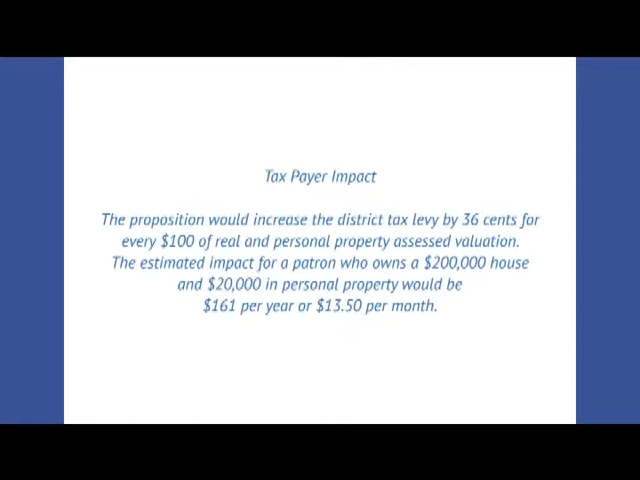 Tax Payer Impact
The proposition would increase the district tax levy by 36 cents for
every $100 of real and personal property assessed valuation.
The estimated impact for a patron who owns a $200,000 house
and $20,000 in personal property would be
$161 per year or $13.50 per month.